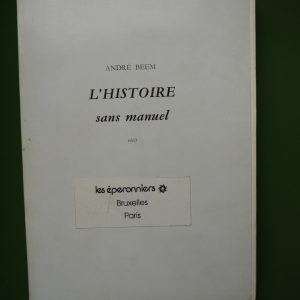 ANDRÉ BEEM
L'HISTOIRE
sans manuel
récit
les éperonniers
Bruxelles
Paris